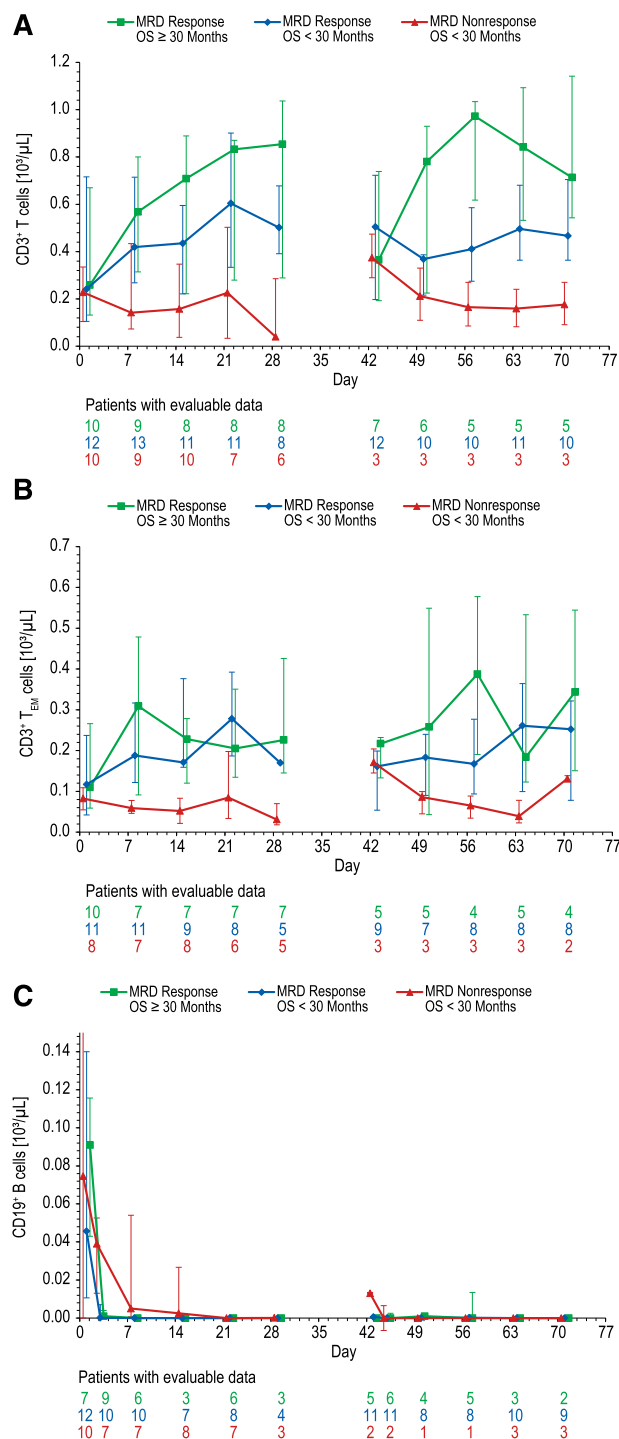 A
MRD Response
OS ≥ 30 Months
MRD Response
OS < 30 Months
MRD Nonresponse
OS < 30 Months
CD3⁺ T cells [10³/µL]
1.2
1.0
0.8
0.6
0.4
0.2
0.0
0 7 14 21 28 35 42 49 56 63 70 77
Day
Patients with evaluable data
10 9 8 8 8 7 6 5 5 5
12 13 11 11 8 12 10 10 11 10
10 9 10 7 6 3 3 3 3 3
B
MRD Response
OS ≥ 30 Months
MRD Response
OS < 30 Months
MRD Nonresponse
OS < 30 Months
CD3⁺ T_EM cells [10³/µL]
0.7
0.6
0.5
0.4
0.3
0.2
0.1
0.0
0 7 14 21 28 35 42 49 56 63 70 77
Day
Patients with evaluable data
10 7 7 7 7 5 5 4 5 4
11 11 9 8 5 9 7 8 8 8
8 7 8 6 5 3 3 3 3 2
C
MRD Response
OS ≥ 30 Months
MRD Response
OS < 30 Months
MRD Nonresponse
OS < 30 Months
CD19⁺ B cells [10³/µL]
0.14
0.12
0.10
0.08
0.06
0.04
0.02
0.00
0 7 14 21 28 35 42 49 56 63 70 77
Day
Patients with evaluable data
7 9 6 3 6 3 5 6 4 5 3 2
12 10 10 7 8 4 11 11 8 8 10 9
10 7 7 8 7 3 2 2 1 1 3 3